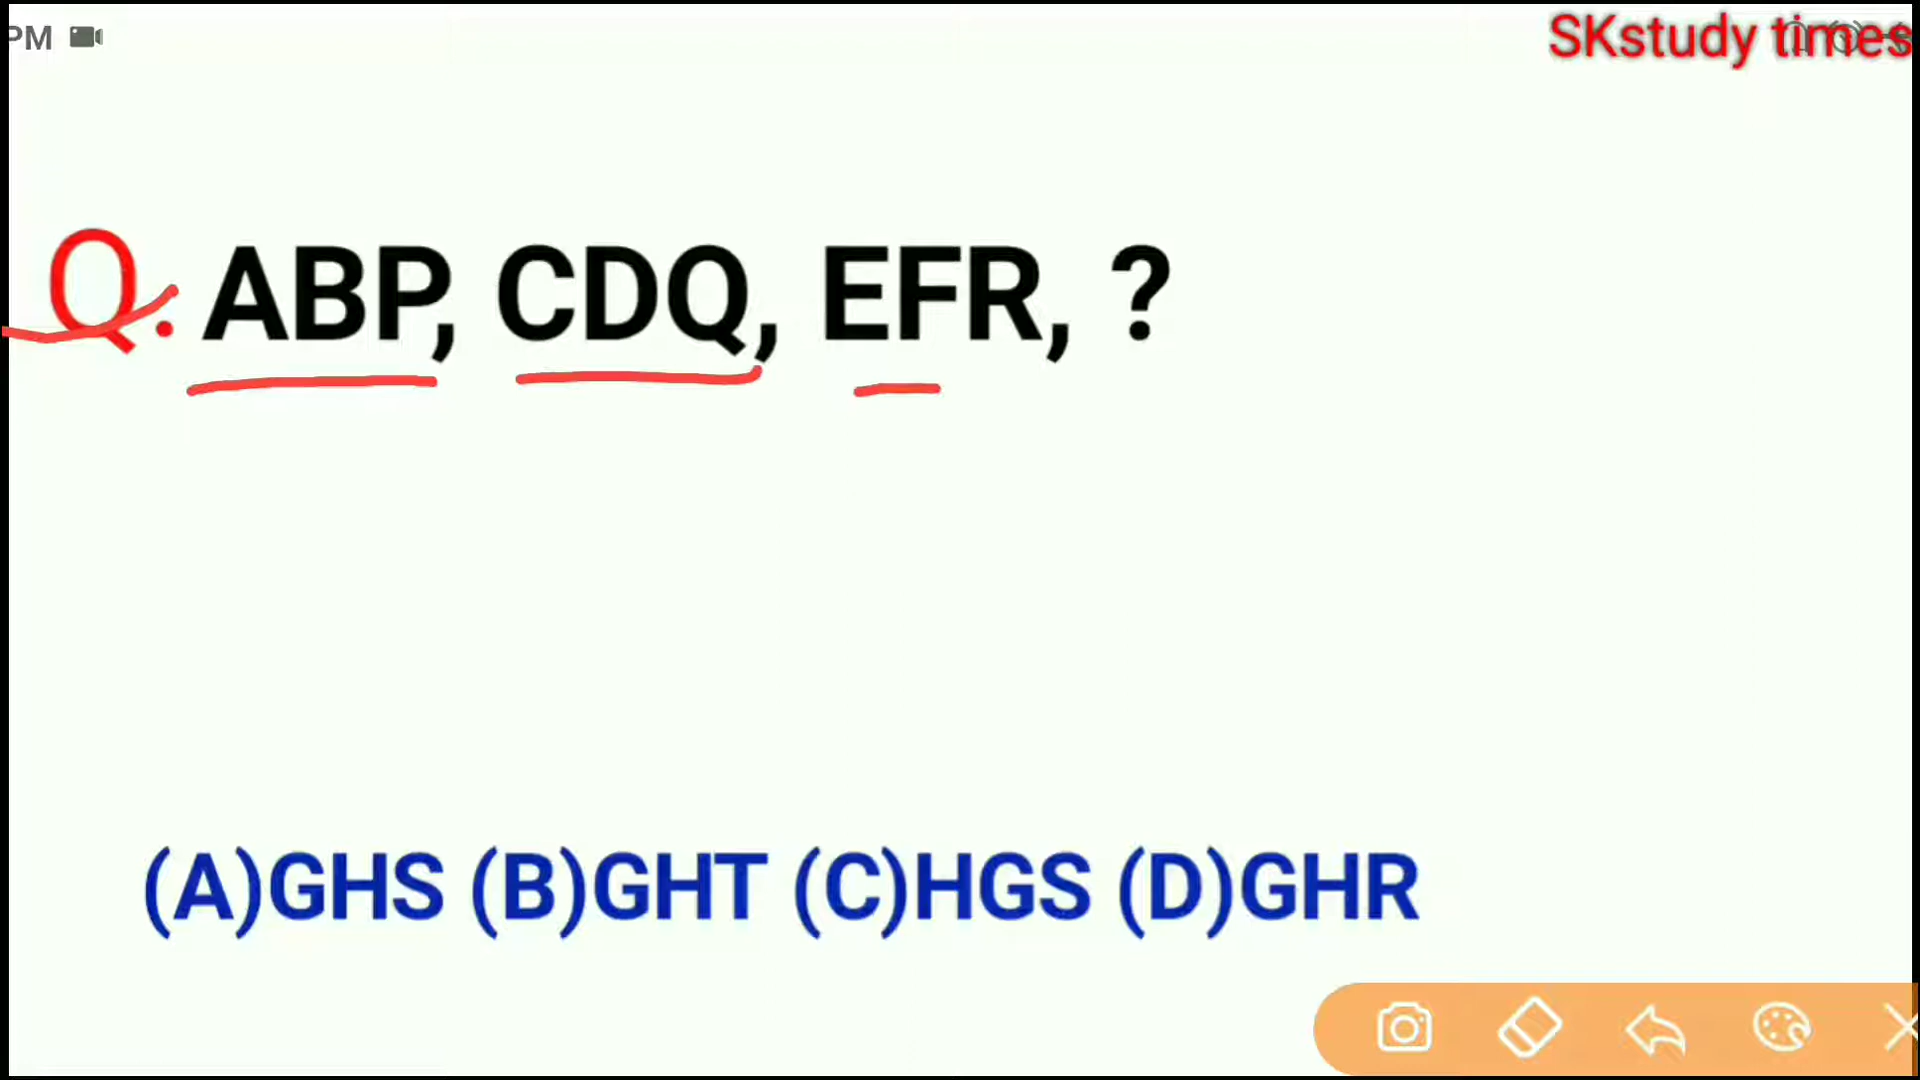 PM
SKstudy times
Q. ABP, CDQ, EFR, ?
(A)GHS (B)GHT (C)HGS (D)GHR